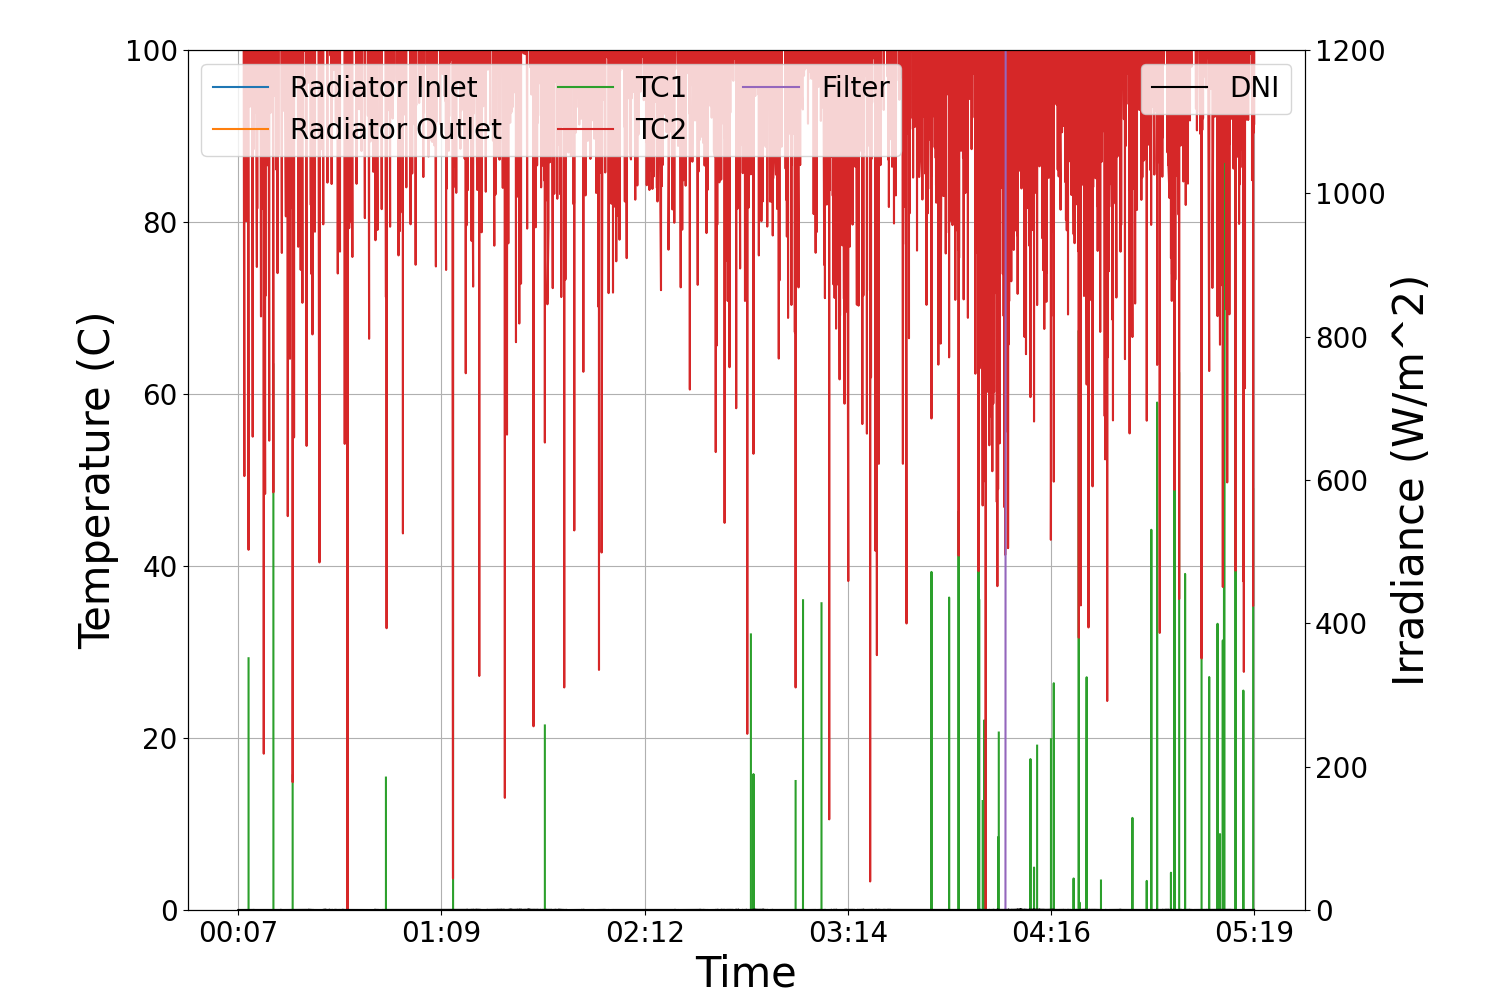 100
80
60
40
20
0
Temperature (C)
Radiator Inlet
Radiator Outlet
TC1
TC2
Filter
DNI
1200
1000
800
600
400
200
0
Irradiance (W/m^2)
00:07 01:09 02:12 03:14 04:16 05:19
Time